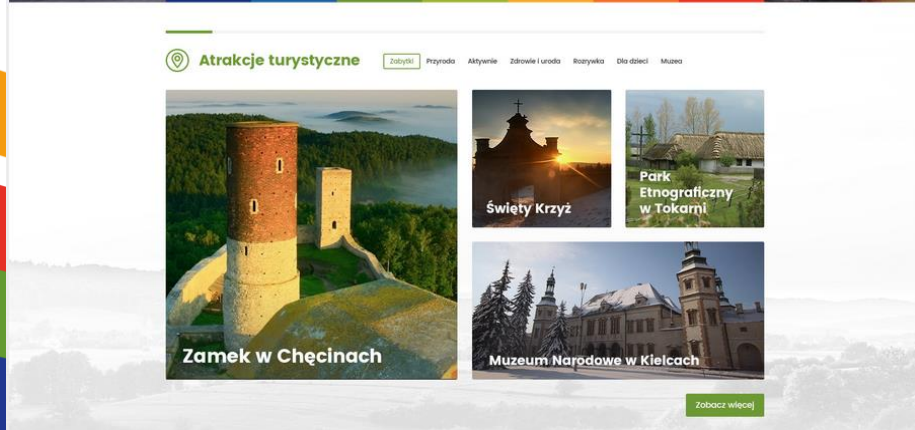 Atrakcje turystyczne
Zabytki Przyroda Aktywnie Zdrowie i uroda Rozrywka Dla dzieci Muzea
Święty Krzyż
Park
Etnograficzny
w Tokarni
Zamek w Chęcinach
Muzeum Narodowe w Kielcach
Zobacz więcej